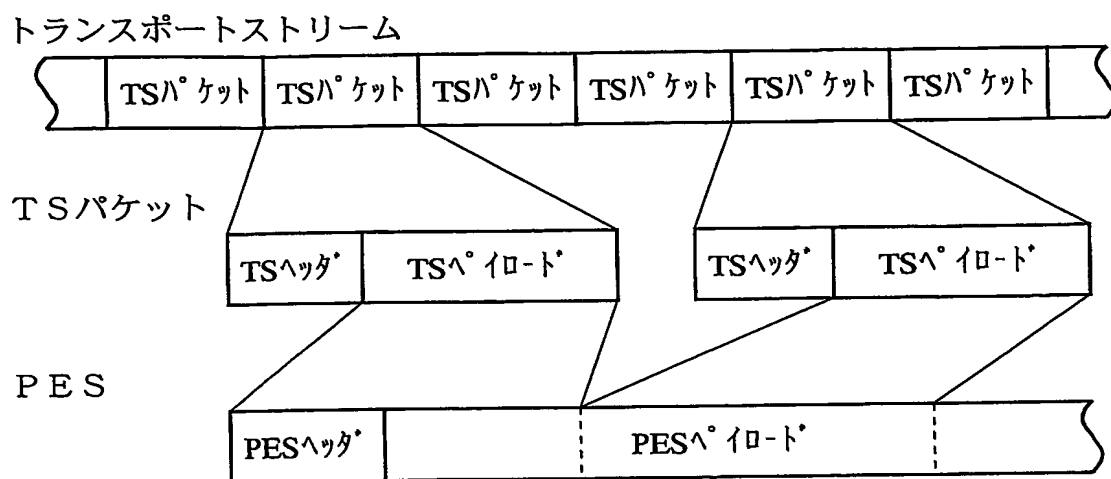 トランスポートストリーム
TSﾊﾟｹｯﾄ TSﾊﾟｹｯﾄ TSﾊﾟｹｯﾄ TSﾊﾟｹｯﾄ TSﾊﾟｹｯﾄ TSﾊﾟｹｯﾄ
ＴＳパケット
TSﾍｯﾀﾞ TSﾍﾟｲﾛｰﾄﾞ TSﾍｯﾀﾞ TSﾍﾟｲﾛｰﾄﾞ
ＰＥＳ
PESﾍｯﾀﾞ PESﾍﾟｲﾛｰﾄﾞ